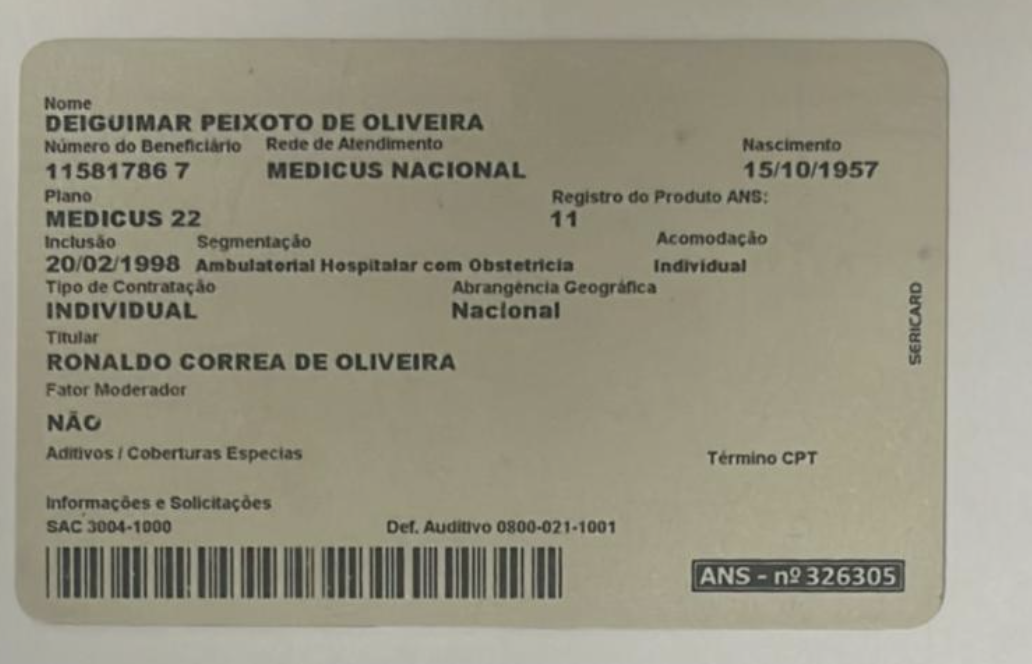 Nome
DEIGUIMAR PEIXOTO DE OLIVEIRA
Número do Beneficiário Rede de Atendimento Nascimento
11581786 7 MEDICUS NACIONAL 15/10/1957
Plano Registro do Produto ANS:
MEDICUS 22 11
Inclusão Segmentação Acomodação
20/02/1998 Ambulatorial Hospitalar com Obstetricia Individual
Tipo de Contratação Abrangência Geográfica
INDIVIDUAL Nacional
Titular
RONALDO CORREA DE OLIVEIRA
Fator Moderador
NÃO
Aditivos / Coberturas Especias Término CPT
Informações e Solicitações
SAC 3004-1000 Def. Auditivo 0800-021-1001
ANS - nº 326305
SERICARD